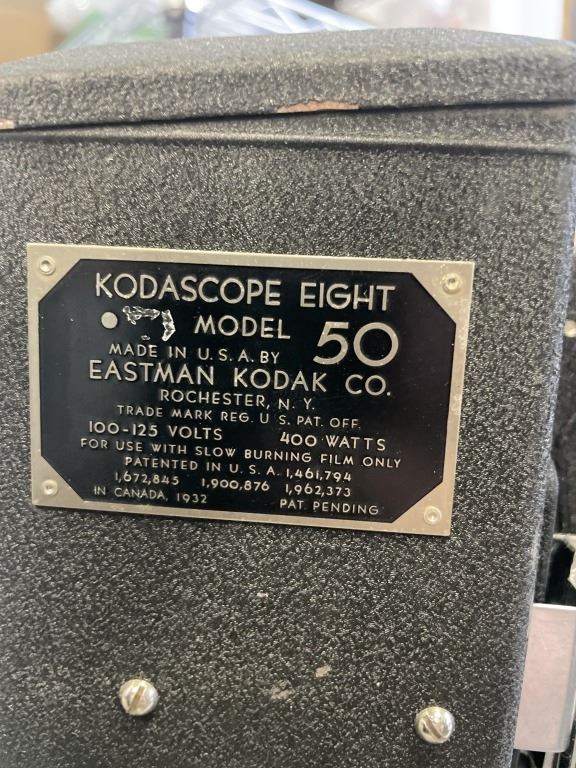 KODASCOPE EIGHT
MODEL 50
MADE IN U.S.A. BY
EASTMAN KODAK CO.
ROCHESTER, N.Y.
TRADE MARK REG. U.S. PAT. OFF.
100-125 VOLTS 400 WATTS
FOR USE WITH SLOW BURNING FILM ONLY
PATENTED IN U.S.A. 1,461,794
1,672,845 1,900,876 1,962,373
IN CANADA, 1932 PAT. PENDING